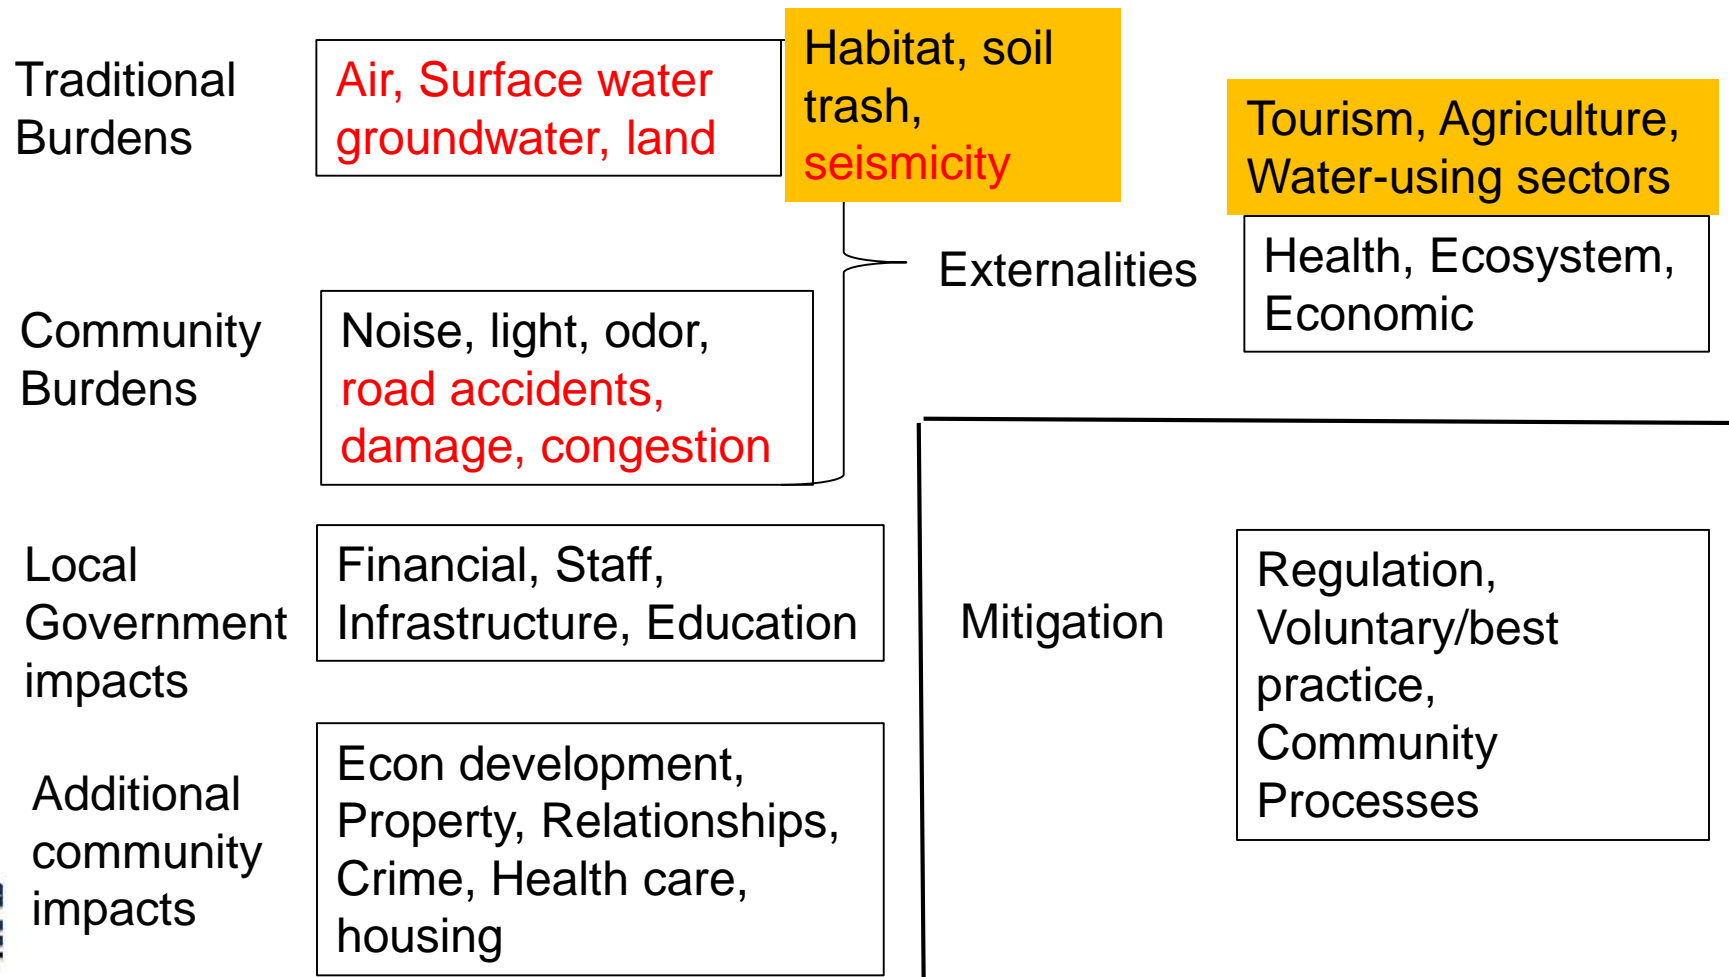 Traditional
Burdens
Air, Surface water
groundwater, land
Habitat, soil
trash,
seismicity
Tourism, Agriculture,
Water-using sectors
Externalities
Health, Ecosystem,
Economic
Community
Burdens
Noise, light, odor,
road accidents,
damage, congestion
Local
Government
impacts
Financial, Staff,
Infrastructure, Education
Mitigation
Regulation,
Voluntary/best
practice,
Community
Processes
Additional
community
impacts
Econ development,
Property, Relationships,
Crime, Health care,
housing